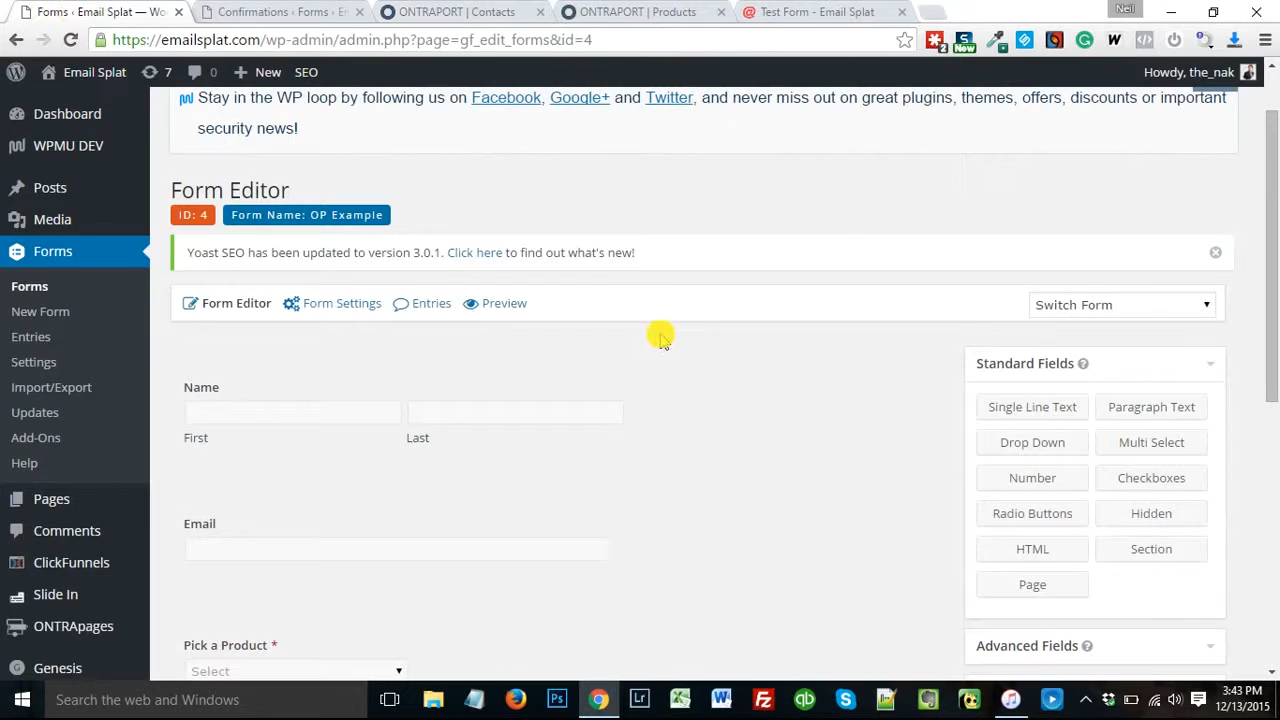 Forms ‹ Email Splat — Wo
Confirmations ‹ Forms ‹ E
ONTRAPORT | Contacts
ONTRAPORT | Products
Test Form - Email Splat
Neil
https://emailsplat.com/wp-admin/admin.php?page=gf_edit_forms&id=4
New
Email Splat
7
0
New
SEO
Howdy, the_nak
Dashboard
WPMU DEV
Posts
Media
Forms
Forms
New Form
Entries
Settings
Import/Export
Updates
Add-Ons
Help
Pages
Comments
ClickFunnels
Slide In
ONTRApages
Genesis
Stay in the WP loop by following us on Facebook, Google+ and Twitter, and never miss out on great plugins, themes, offers, discounts or important
security news!
Form Editor
ID: 4
Form Name: OP Example
Yoast SEO has been updated to version 3.0.1. Click here to find out what's new!
Form Editor
Form Settings
Entries
Preview
Switch Form
Name
First
Last
Email
Pick a Product *
Select
Standard Fields
Single Line Text
Paragraph Text
Drop Down
Multi Select
Number
Checkboxes
Radio Buttons
Hidden
HTML
Section
Page
Advanced Fields
Search the web and Windows
3:43 PM
12/13/2015